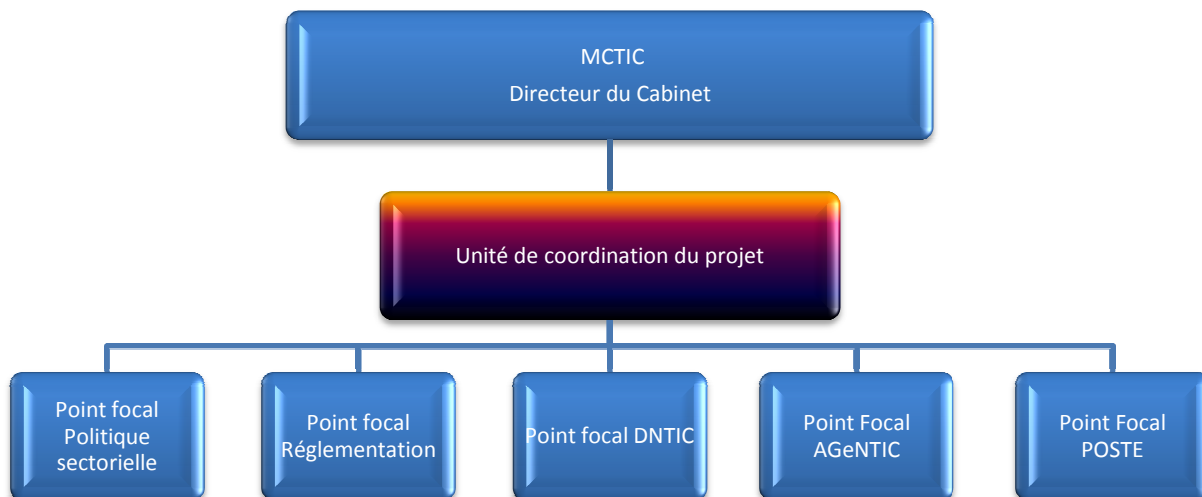 MCTIC
Directeur du Cabinet
Unité de coordination du projet
Point focal
Politique
sectorielle
Point focal
Réglementation
Point focal DNTIC
Point Focal
AGeNTIC
Point Focal
POSTE